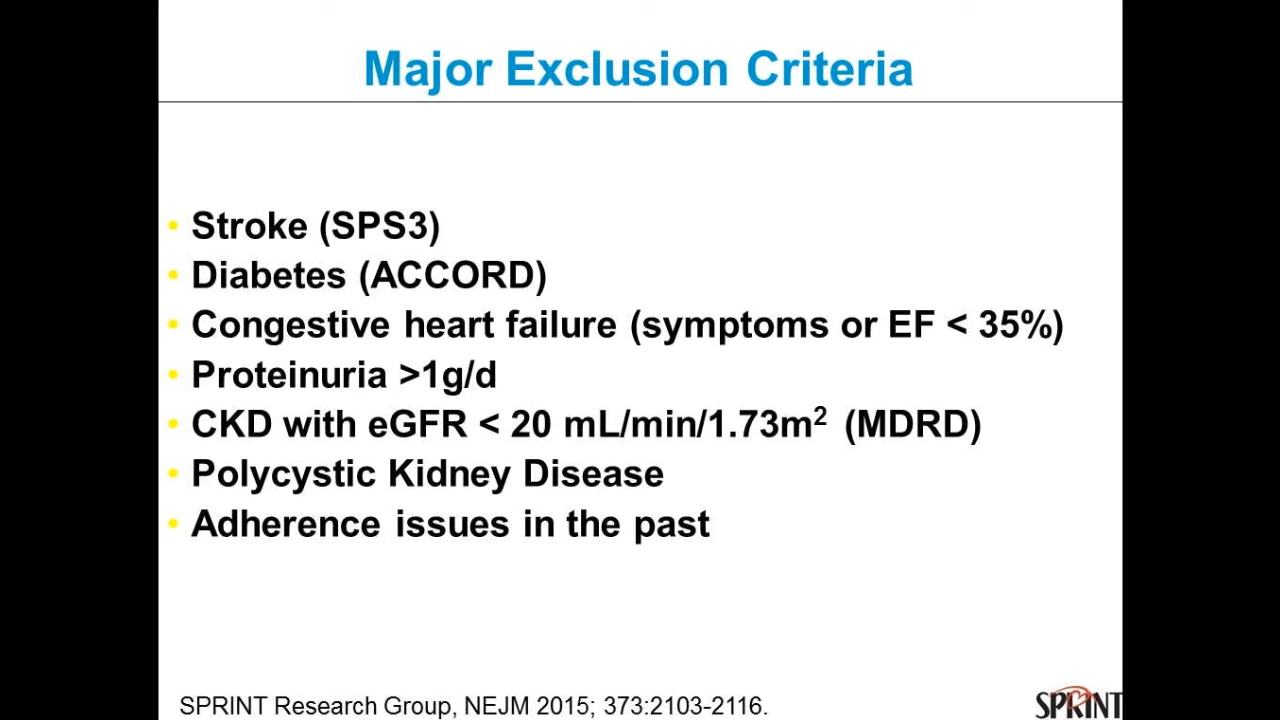 Major Exclusion Criteria
• Stroke (SPS3)
• Diabetes (ACCORD)
• Congestive heart failure (symptoms or EF < 35%)
• Proteinuria >1g/d
• CKD with eGFR < 20 mL/min/1.73m² (MDRD)
• Polycystic Kidney Disease
• Adherence issues in the past
SPRINT Research Group, NEJM 2015; 373:2103-2116.
SPRINT